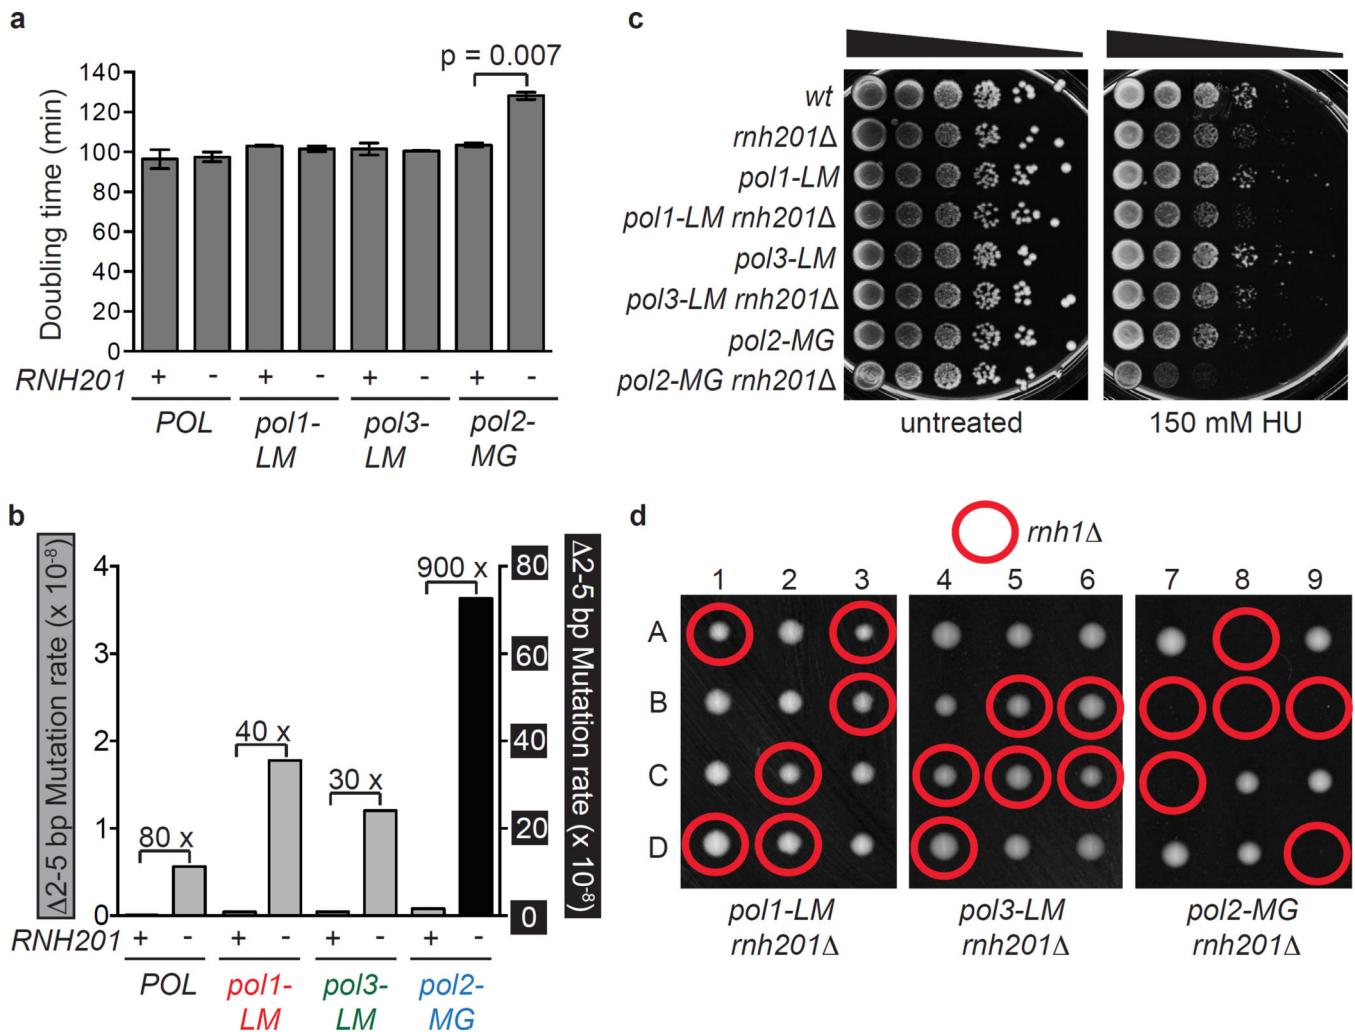 a
p = 0.007
140
120
100
80
60
40
20
0
Doubling time (min)
RNH201 + - + - + - + -
POL pol1- pol3- pol2-
LM LM MG
b
Δ2-5 bp Mutation rate (x 10-8)
4
3
2
1
0
80 x
40 x
30 x
900 x
80
60
40
20
0
Δ2-5 bp Mutation rate (x 10-8)
RNH201 + - + - + - + -
POL pol1- pol3- pol2-
LM LM MG
c
wt
rnh201Δ
pol1-LM
pol1-LM rnh201Δ
pol3-LM
pol3-LM rnh201Δ
pol2-MG
pol2-MG rnh201Δ
untreated 150 mM HU
d
rnh1Δ
1 2 3 4 5 6 7 8 9
A
B
C
D
pol1-LM pol3-LM pol2-MG
rnh201Δ rnh201Δ rnh201Δ